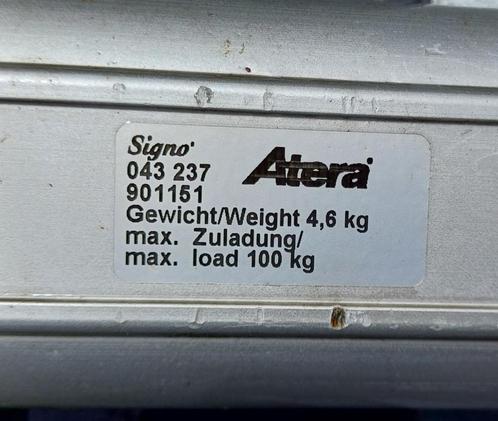 Signo®
043 237
901151
Atera®
Gewicht/Weight 4,6 kg
max. Zuladung/
max. load 100 kg